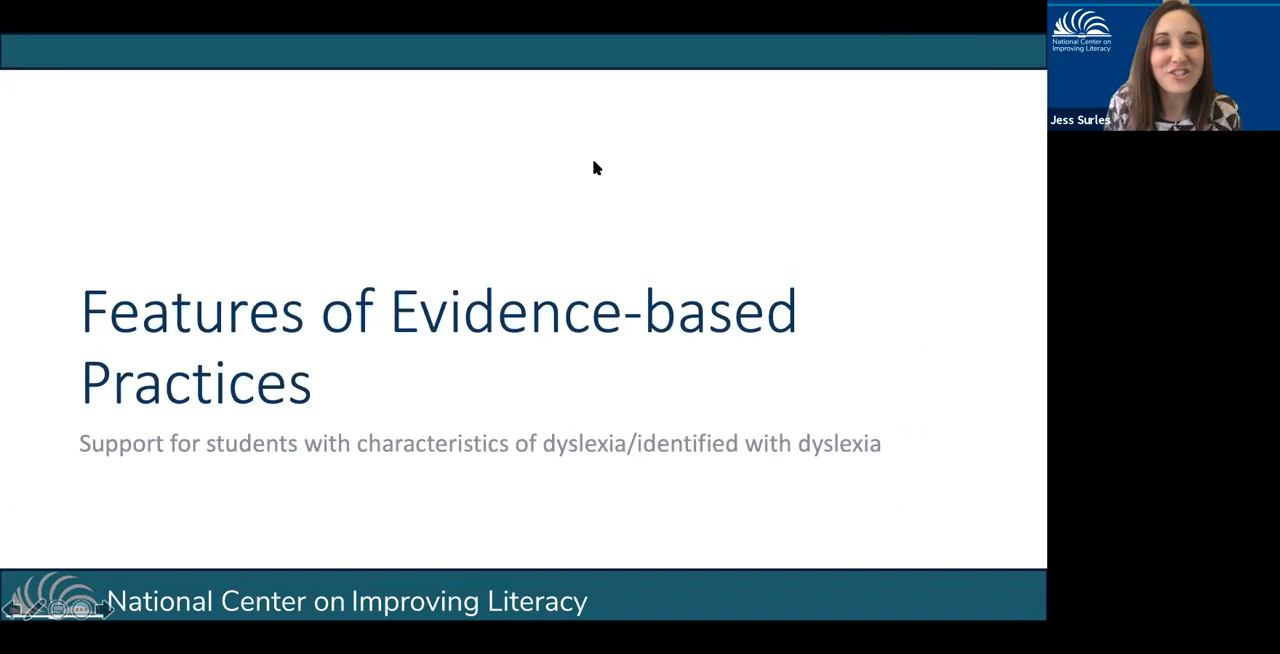 National Center on
Improving Literacy
Jess Surles
Features of Evidence-based
Practices
Support for students with characteristics of dyslexia/identified with dyslexia
National Center on Improving Literacy